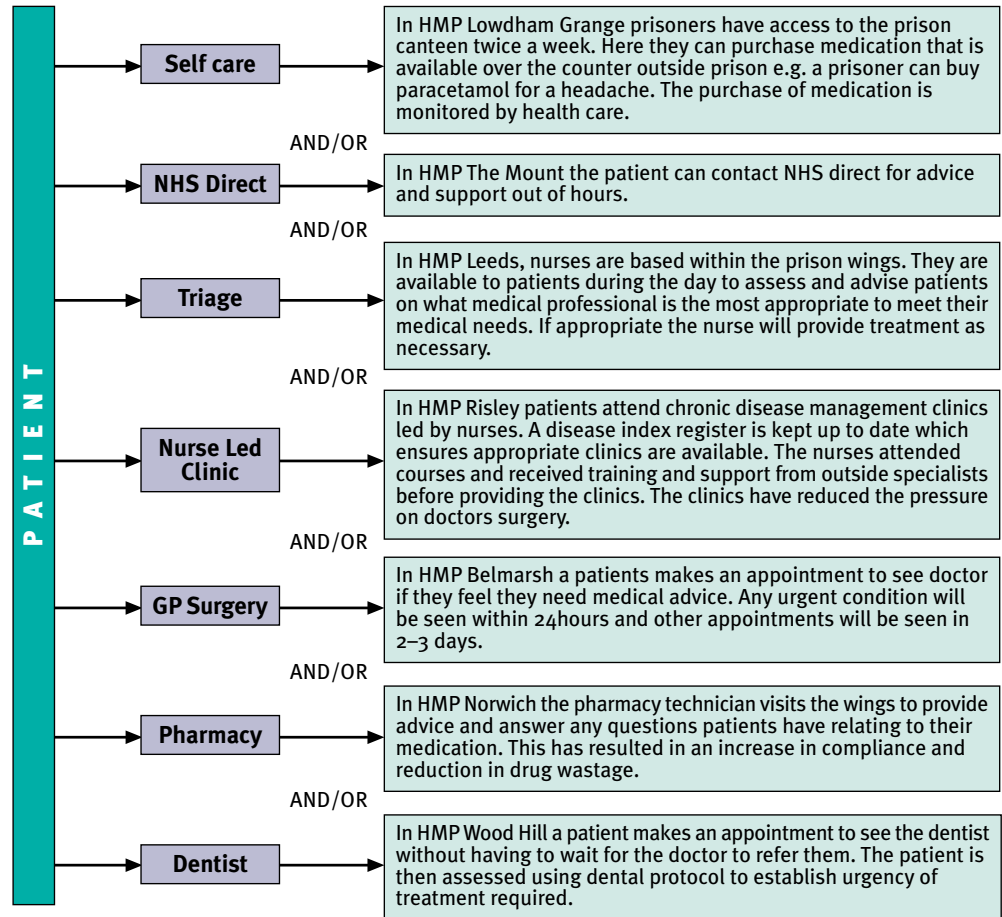 PATIENT
Self care
In HMP Lowdham Grange prisoners have access to the prison
canteen twice a week. Here they can purchase medication that is
available over the counter outside prison e.g. a prisoner can buy
paracetamol for a headache. The purchase of medication is
monitored by health care.
AND/OR
NHS Direct
In HMP The Mount the patient can contact NHS direct for advice
and support out of hours.
AND/OR
Triage
In HMP Leeds, nurses are based within the prison wings. They are
available to patients during the day to assess and advise patients
on what medical professional is the most appropriate to meet their
medical needs. If appropriate the nurse will provide treatment as
necessary.
AND/OR
Nurse Led
Clinic
In HMP Risley patients attend chronic disease management clinics
led by nurses. A disease index register is kept up to date which
ensures appropriate clinics are available. The nurses attended
courses and received training and support from outside specialists
before providing the clinics. The clinics have reduced the pressure
on doctors surgery.
AND/OR
GP Surgery
In HMP Belmarsh a patients makes an appointment to see doctor
if they feel they need medical advice. Any urgent condition will
be seen within 24hours and other appointments will be seen in
2–3 days.
AND/OR
Pharmacy
In HMP Norwich the pharmacy technician visits the wings to provide
advice and answer any questions patients have relating to their
medication. This has resulted in an increase in compliance and
reduction in drug wastage.
AND/OR
Dentist
In HMP Wood Hill a patient makes an appointment to see the dentist
without having to wait for the doctor to refer them. The patient is
then assessed using dental protocol to establish urgency of
treatment required.